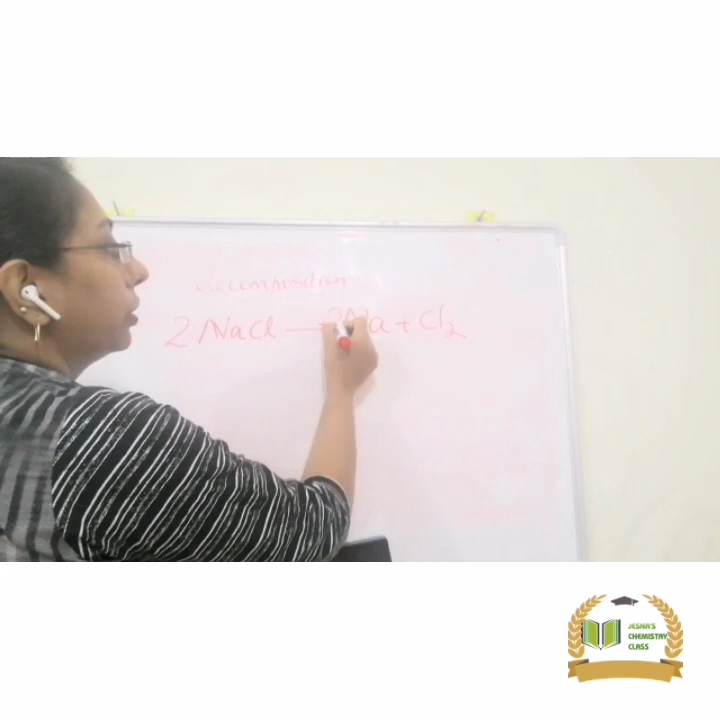 decomposition
2 NaCl → 2Na + Cl2
JESNA'S
CHEMISTRY
CLASS